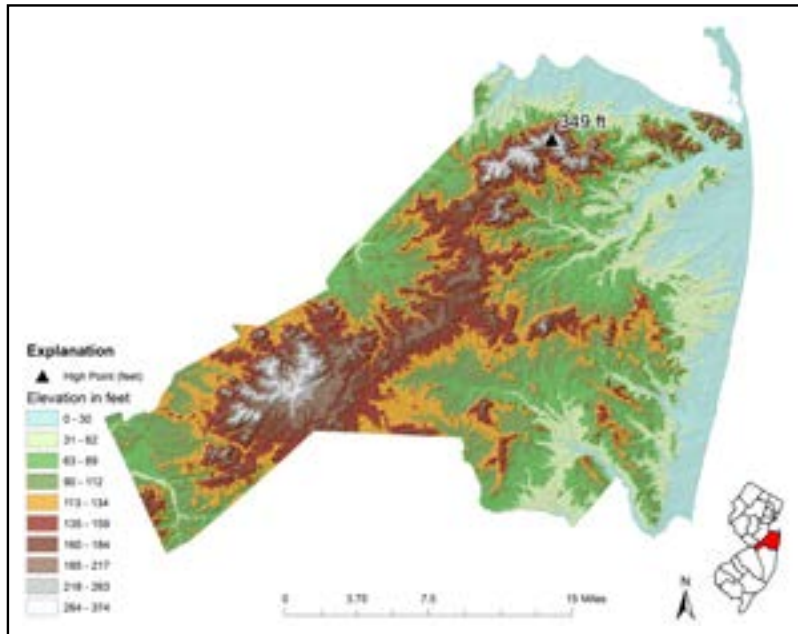 349 ft
Explanation
High Point (feet)
Elevation in feet
0 - 30
31 - 62
63 - 89
90 - 112
113 - 134
135 - 159
160 - 184
185 - 217
218 - 263
264 - 374
N
0 3.75 7.5 15 Miles